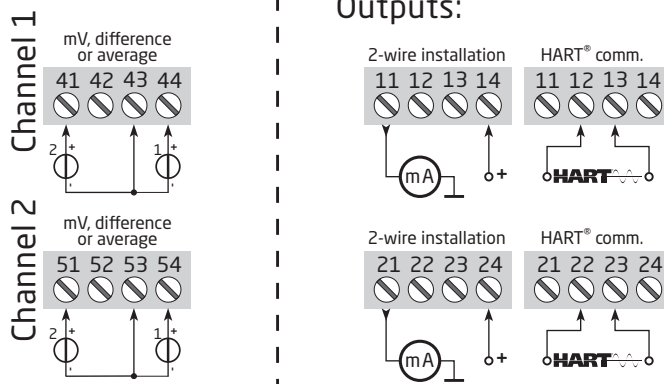 Outputs:
Channel 1
mV, difference
or average
41 42 43 44
2 + 1 +
- -
2-wire installation
11 12 13 14
mA +
HART® comm.
11 12 13 14
HART
Channel 2
mV, difference
or average
51 52 53 54
2 + 1 +
- -
2-wire installation
21 22 23 24
mA +
HART® comm.
21 22 23 24
HART